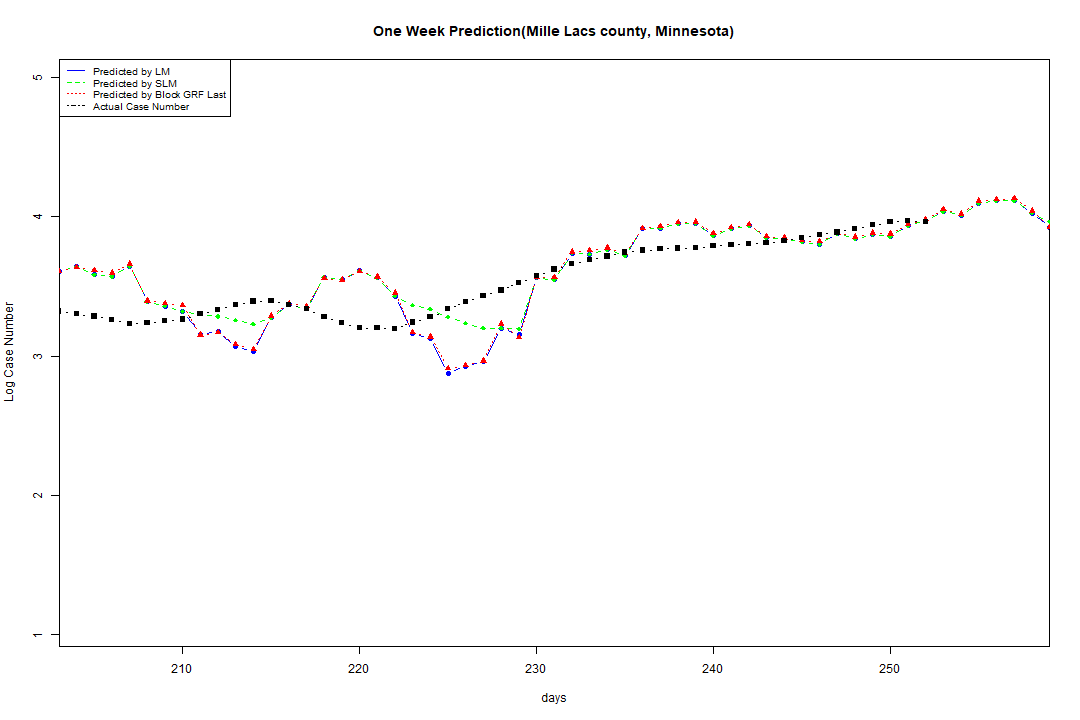 One Week Prediction(Mille Lacs county, Minnesota)
Predicted by LM
Predicted by SLM
Predicted by Block GRF Last
Actual Case Number
5
4
3
2
1
Log Case Number
210
220
230
240
250
days